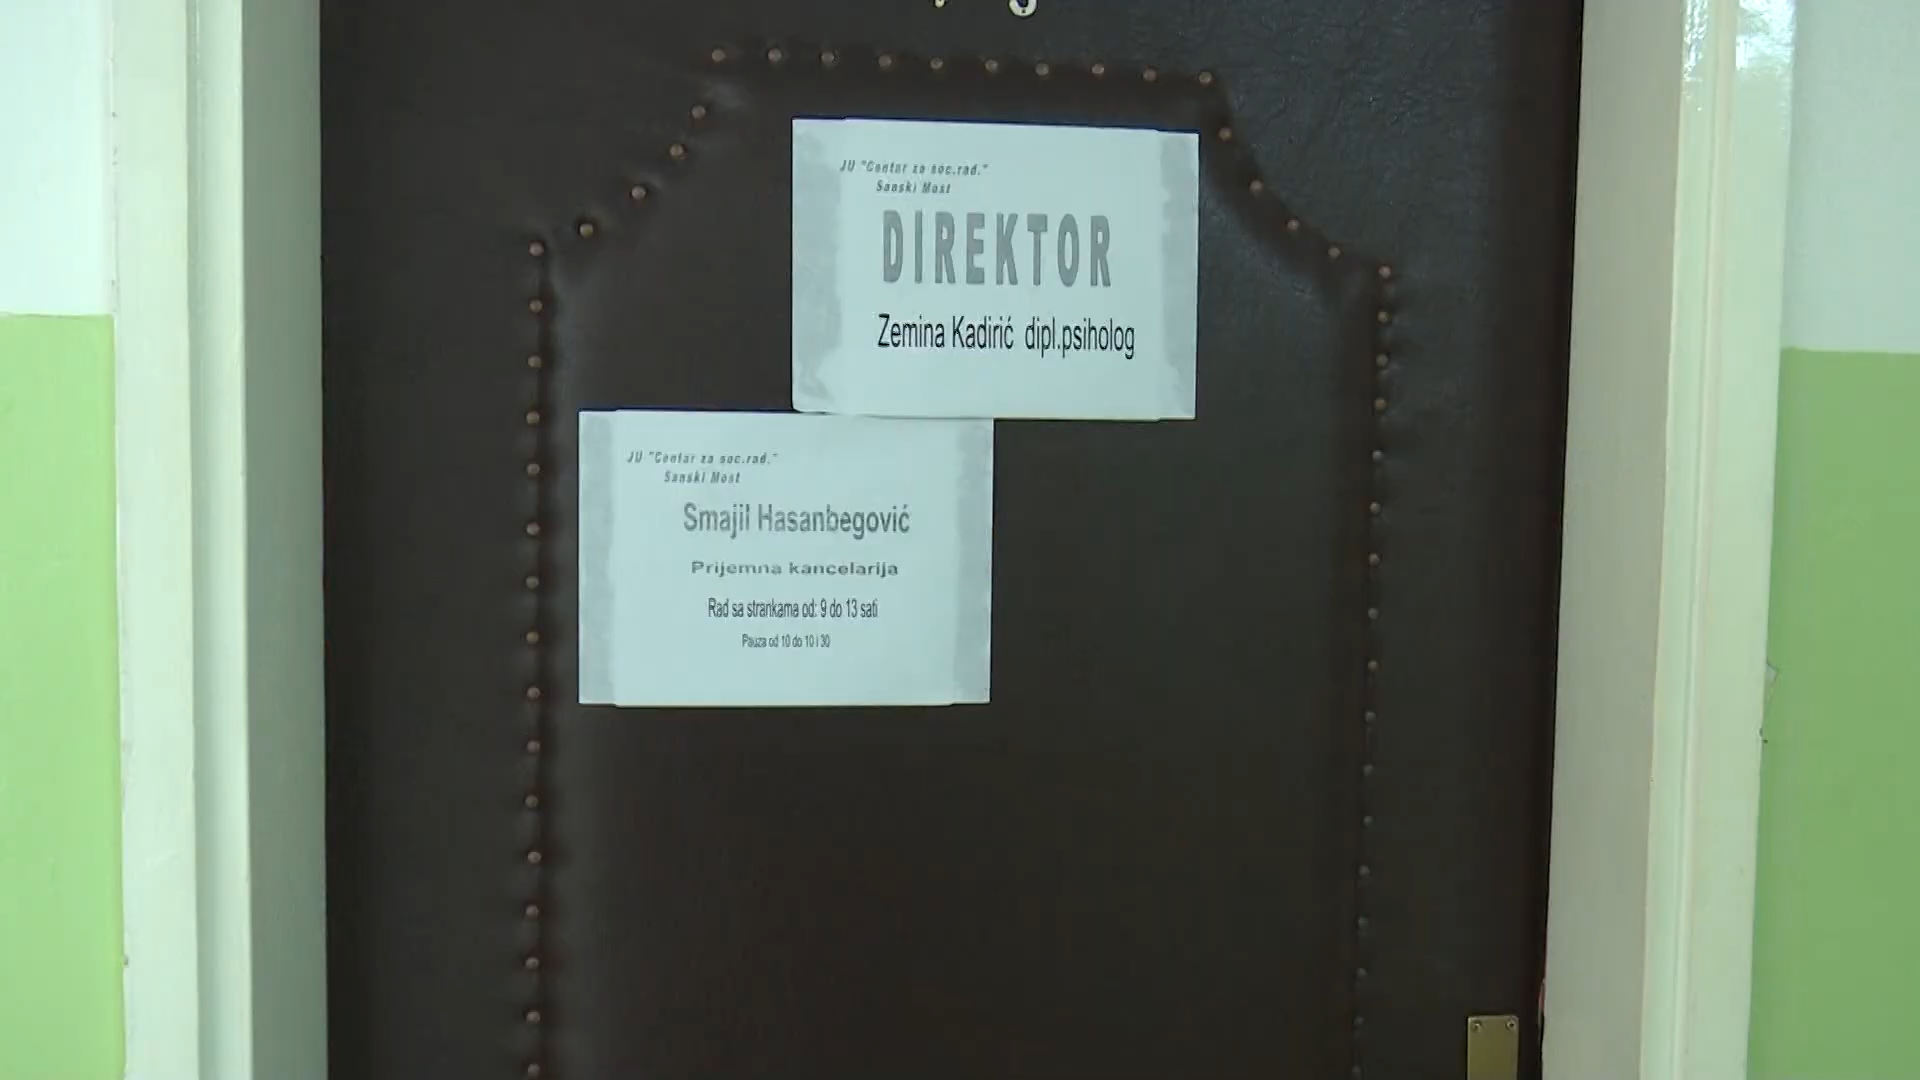 JU "Centar za soc.rad."
Sanski Most
DIREKTOR
Zemina Kadirić dipl.psiholog
JU "Centar za soc.rad."
Sanski Most
Smajil Hasanbegović
Prijemna kancelarija
Rad sa strankama od: 9 do 13 sati
Pauza od 10 do 10 i 30